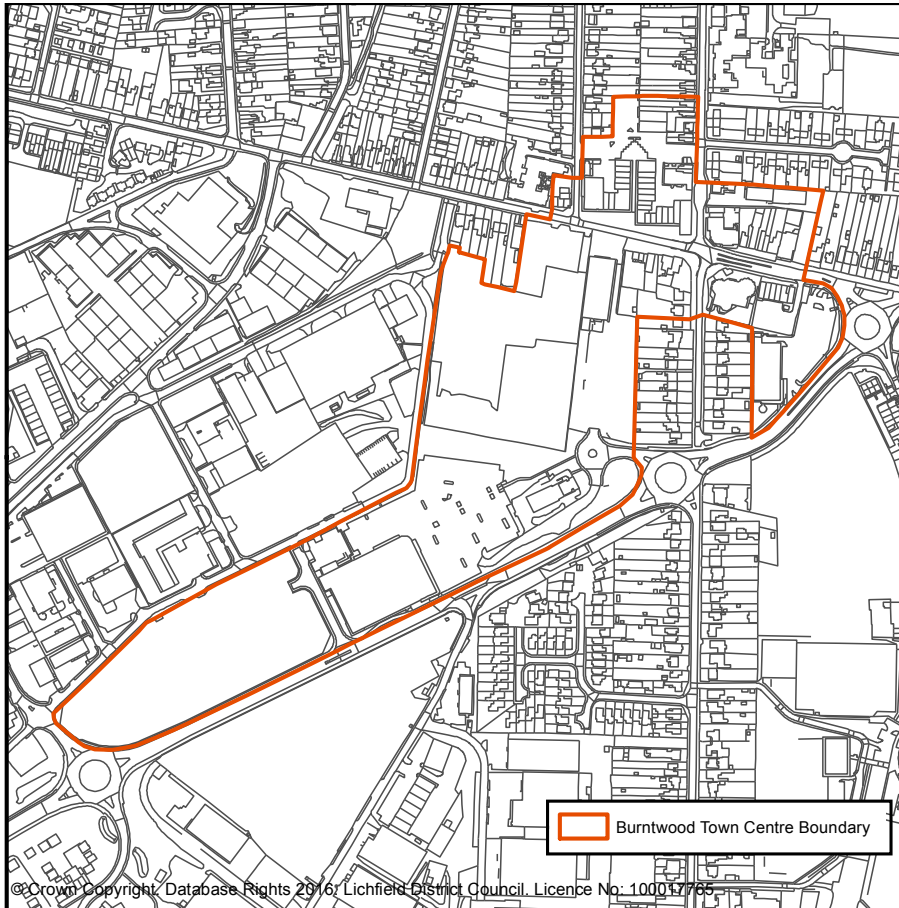 Burntwood Town Centre Boundary
© Crown Copyright, Database Rights 2016, Lichfield District Council. Licence No: 100017765